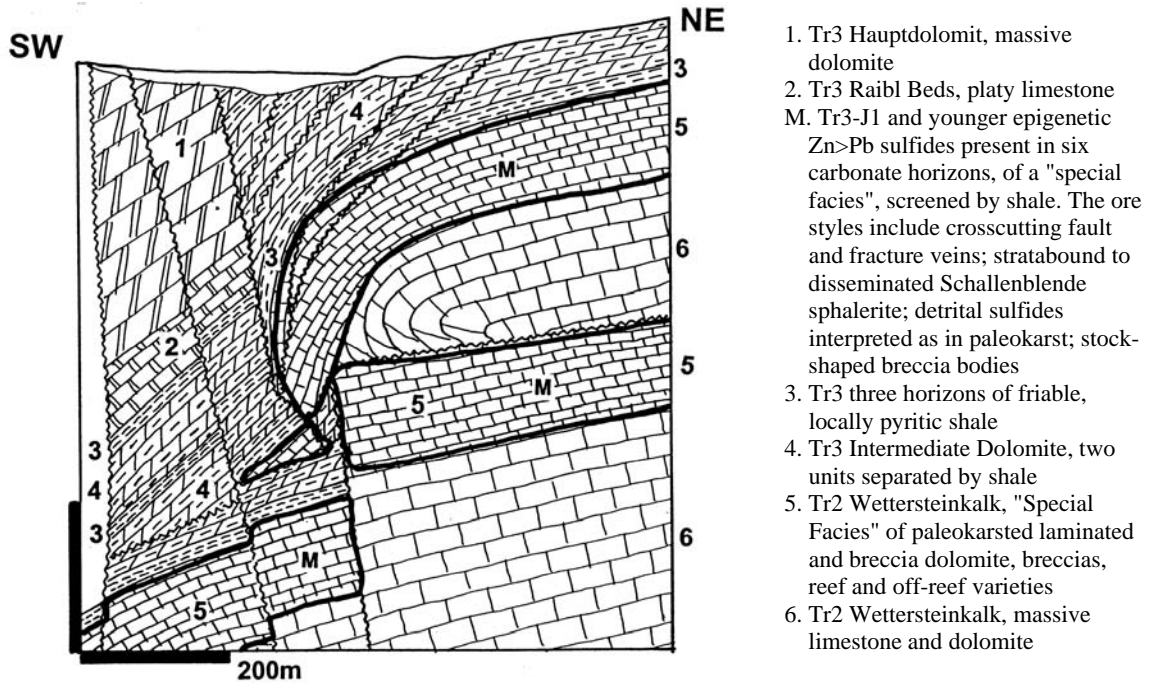 SW
NE
1
2
3
4
3
4
3
4
3
5
M
6
5
M
5
6
M
5
3
200m
1. Tr3 Hauptdolomit, massive
dolomite
2. Tr3 Raibl Beds, platy limestone
M. Tr3-J1 and younger epigenetic
Zn>Pb sulfides present in six
carbonate horizons, of a "special
facies", screened by shale. The ore
styles include crosscutting fault
and fracture veins; stratabound to
disseminated Schallenblende
sphalerite; detrital sulfides
interpreted as in paleokarst; stock-
shaped breccia bodies
3. Tr3 three horizons of friable,
locally pyritic shale
4. Tr3 Intermediate Dolomite, two
units separated by shale
5. Tr2 Wettersteinkalk, "Special
Facies" of paleokarsted laminated
and breccia dolomite, breccias,
reef and off-reef varieties
6. Tr2 Wettersteinkalk, massive
limestone and dolomite